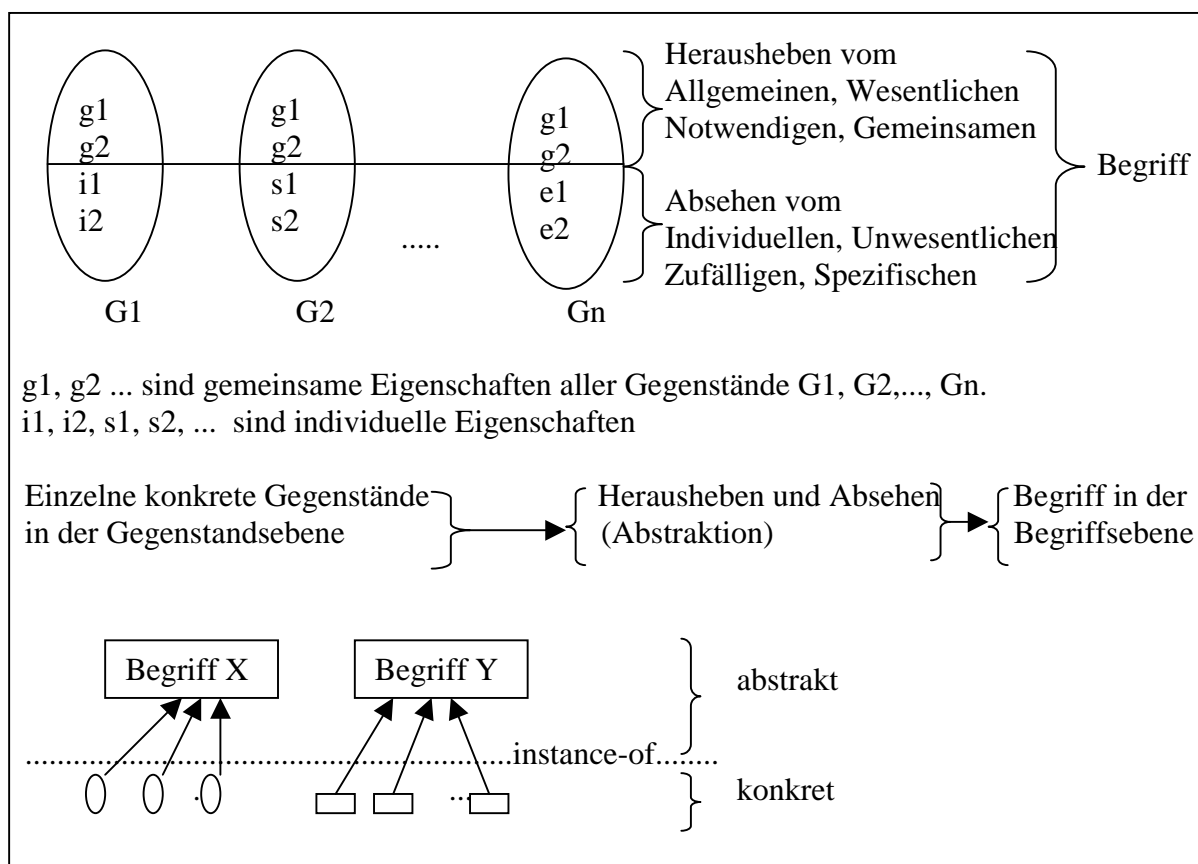 Herausheben vom
Allgemeinen, Wesentlichen
Notwendigen, Gemeinsamen
g1 g1 g1
g2 g2 g2
Begriff
i1 s1 e1
i2 s2 e2
.....
Absehen vom
Individuellen, Unwesentlichen
Zufälligen, Spezifischen
G1 G2 Gn
g1, g2 ... sind gemeinsame Eigenschaften aller Gegenstände G1, G2,..., Gn.
i1, i2, s1, s2, ... sind individuelle Eigenschaften
Einzelne konkrete Gegenstände
in der Gegenstandsebene
Herausheben und Absehen
(Abstraktion)
Begriff in der
Begriffsebene
Begriff X Begriff Y
abstrakt
instance-of
... konkret